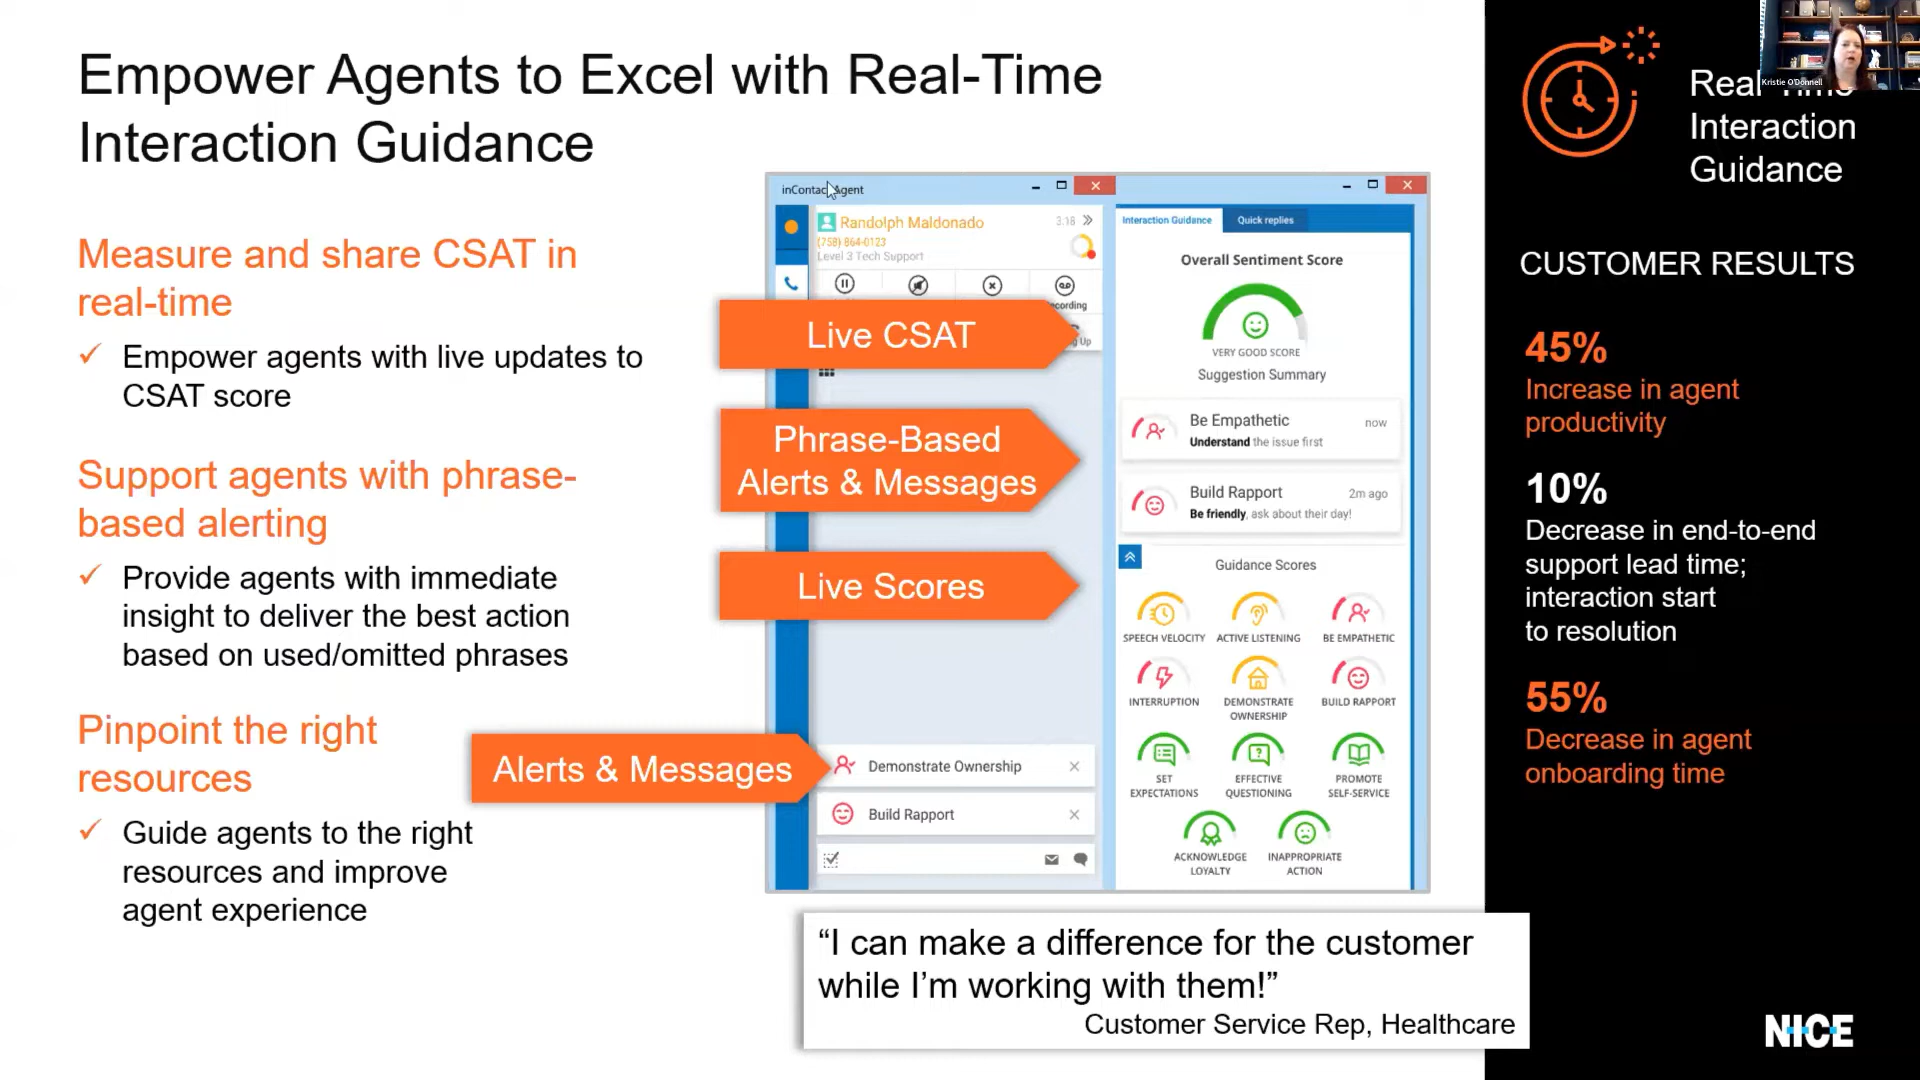 Empower Agents to Excel with Real-Time
Interaction Guidance
Measure and share CSAT in
real-time
✓ Empower agents with live updates to
CSAT score
Support agents with phrase-
based alerting
✓ Provide agents with immediate
insight to deliver the best action
based on used/omitted phrases
Pinpoint the right
resources
✓ Guide agents to the right
resources and improve
agent experience
Agent
Randolph Maldonado
3.18
(758) 864-0123
Level 3 Tech Support
Live CSAT
Phrase-Based
Alerts & Messages
Live Scores
Alerts & Messages
Demonstrate Ownership
Build Rapport
Interaction Guidance
Quick replies
Overall Sentiment Score
VERY GOOD SCORE
Suggestion Summary
Be Empathetic
now
Understand the issue first
Build Rapport
2m ago
Be friendly, ask about their day!
Guidance Scores
SPEECH VELOCITY
ACTIVE LISTENING
BE EMPATHETIC
INTERRUPTION
DEMONSTRATE
OWNERSHIP
BUILD RAPPORT
SET
EXPECTATIONS
EFFECTIVE
QUESTIONING
PROMOTE
SELF-SERVICE
ACKNOWLEDGE
LOYALTY
INAPPROPRIATE
ACTION
“I can make a difference for the customer
while I’m working with them!”
Customer Service Rep, Healthcare
Kristie O'Donnell
Real-Time
Interaction
Guidance
CUSTOMER RESULTS
45%
Increase in agent
productivity
10%
Decrease in end-to-end
support lead time;
interaction start
to resolution
55%
Decrease in agent
onboarding time
NICE